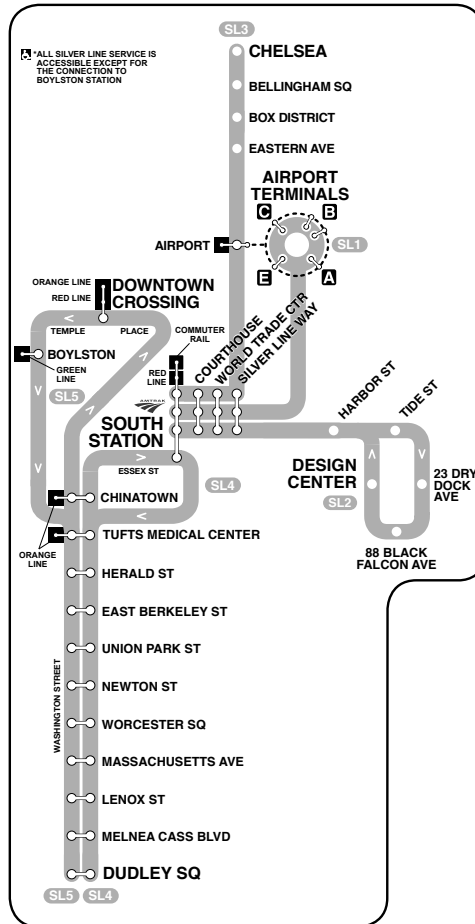 SL3
CHELSEA
*ALL SILVER LINE SERVICE IS
ACCESSIBLE EXCEPT FOR
THE CONNECTION TO
BOYLSTON STATION
BELLINGHAM SQ
BOX DISTRICT
EASTERN AVE
AIRPORT
TERMINALS
C
B
AIRPORT
SL1
E
A
ORANGE LINE
RED LINE
DOWNTOWN
CROSSING
TEMPLE
PLACE
COMMUTER
RAIL
RED
LINE
COURTHOUSE
WORLD TRADE CTR
SILVER LINE WAY
BOYLSTON
GREEN
LINE
SL5
AMTRAK
SOUTH
STATION
HARBOR ST
TIDE ST
ESSEX ST
SL4
DESIGN
CENTER
SL2
23 DRY
DOCK
AVE
CHINATOWN
TUFTS MEDICAL CENTER
ORANGE
LINE
88 BLACK
FALCON AVE
HERALD ST
EAST BERKELEY ST
UNION PARK ST
NEWTON ST
WASHINGTON STREET
WORCESTER SQ
MASSACHUSETTS AVE
LENOX ST
MELNEA CASS BLVD
DUDLEY SQ
SL5
SL4